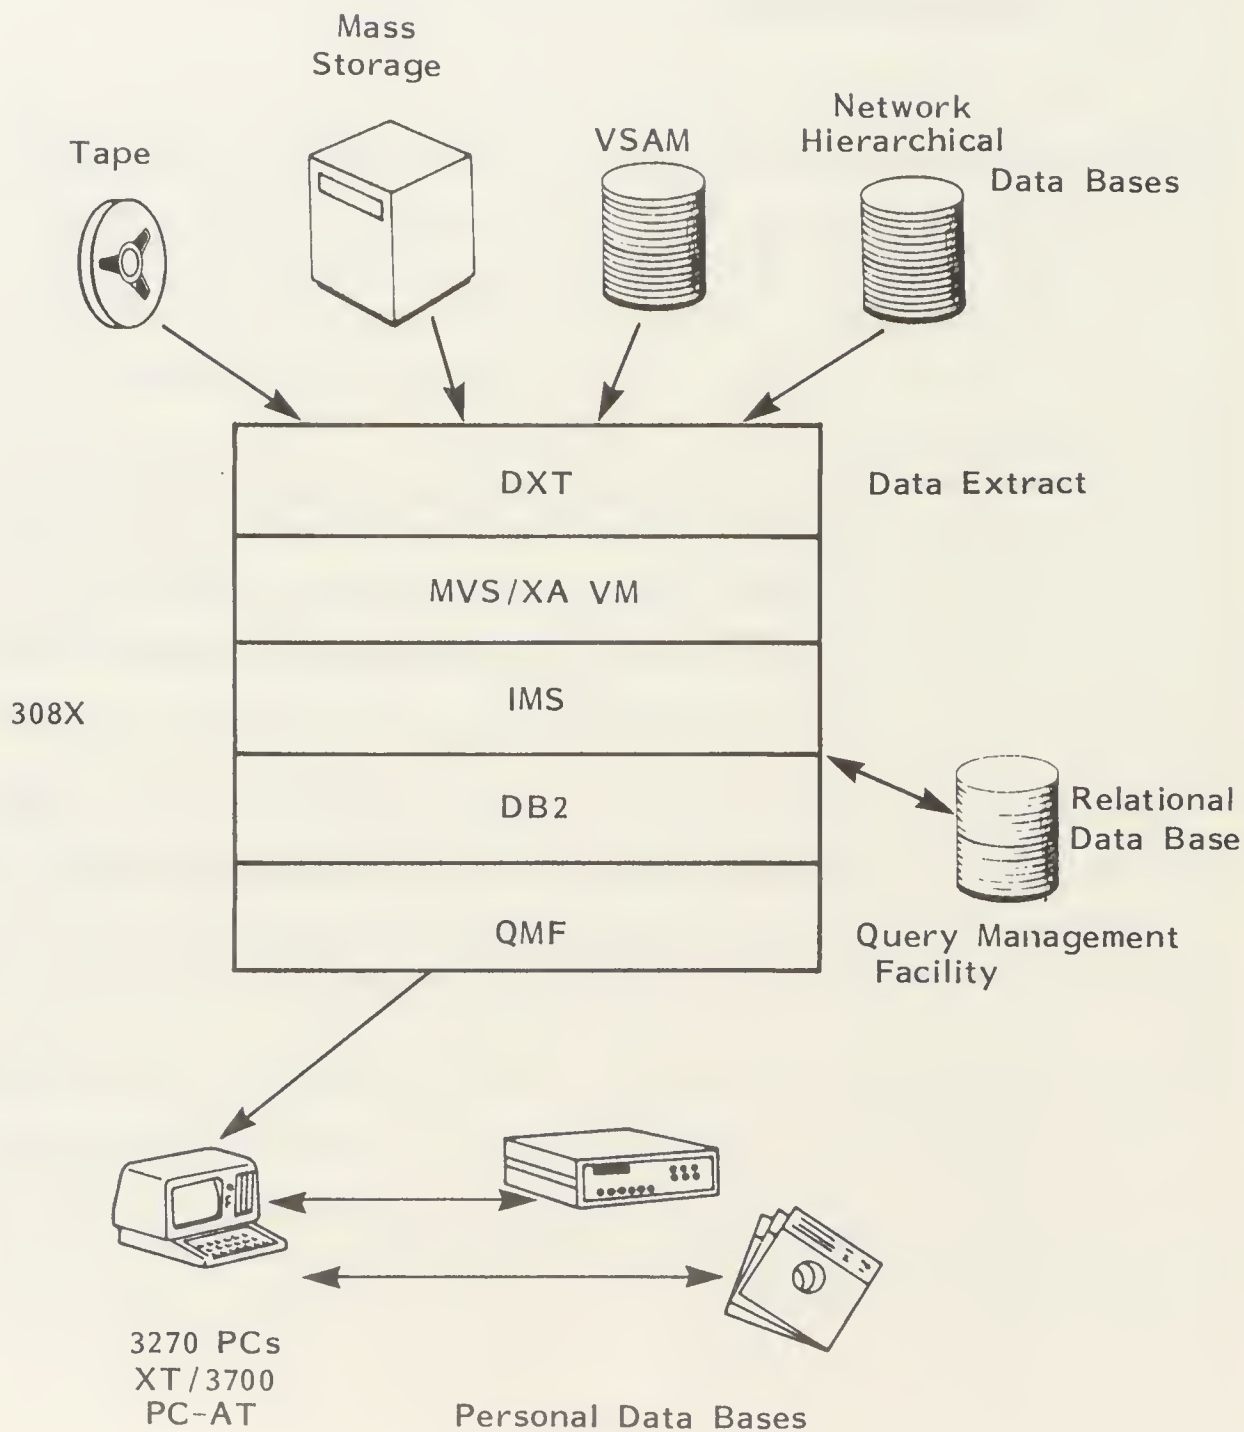 Mass
Storage
Tape
VSAM
Network
Hierarchical
Data Bases
DXT
Data Extract
MVS/XA VM
IMS
308X
DB2
Relational
Data Base
QMF
Query Management
Facility
3270 PCs
XT/3700
PC-AT
Personal Data Bases